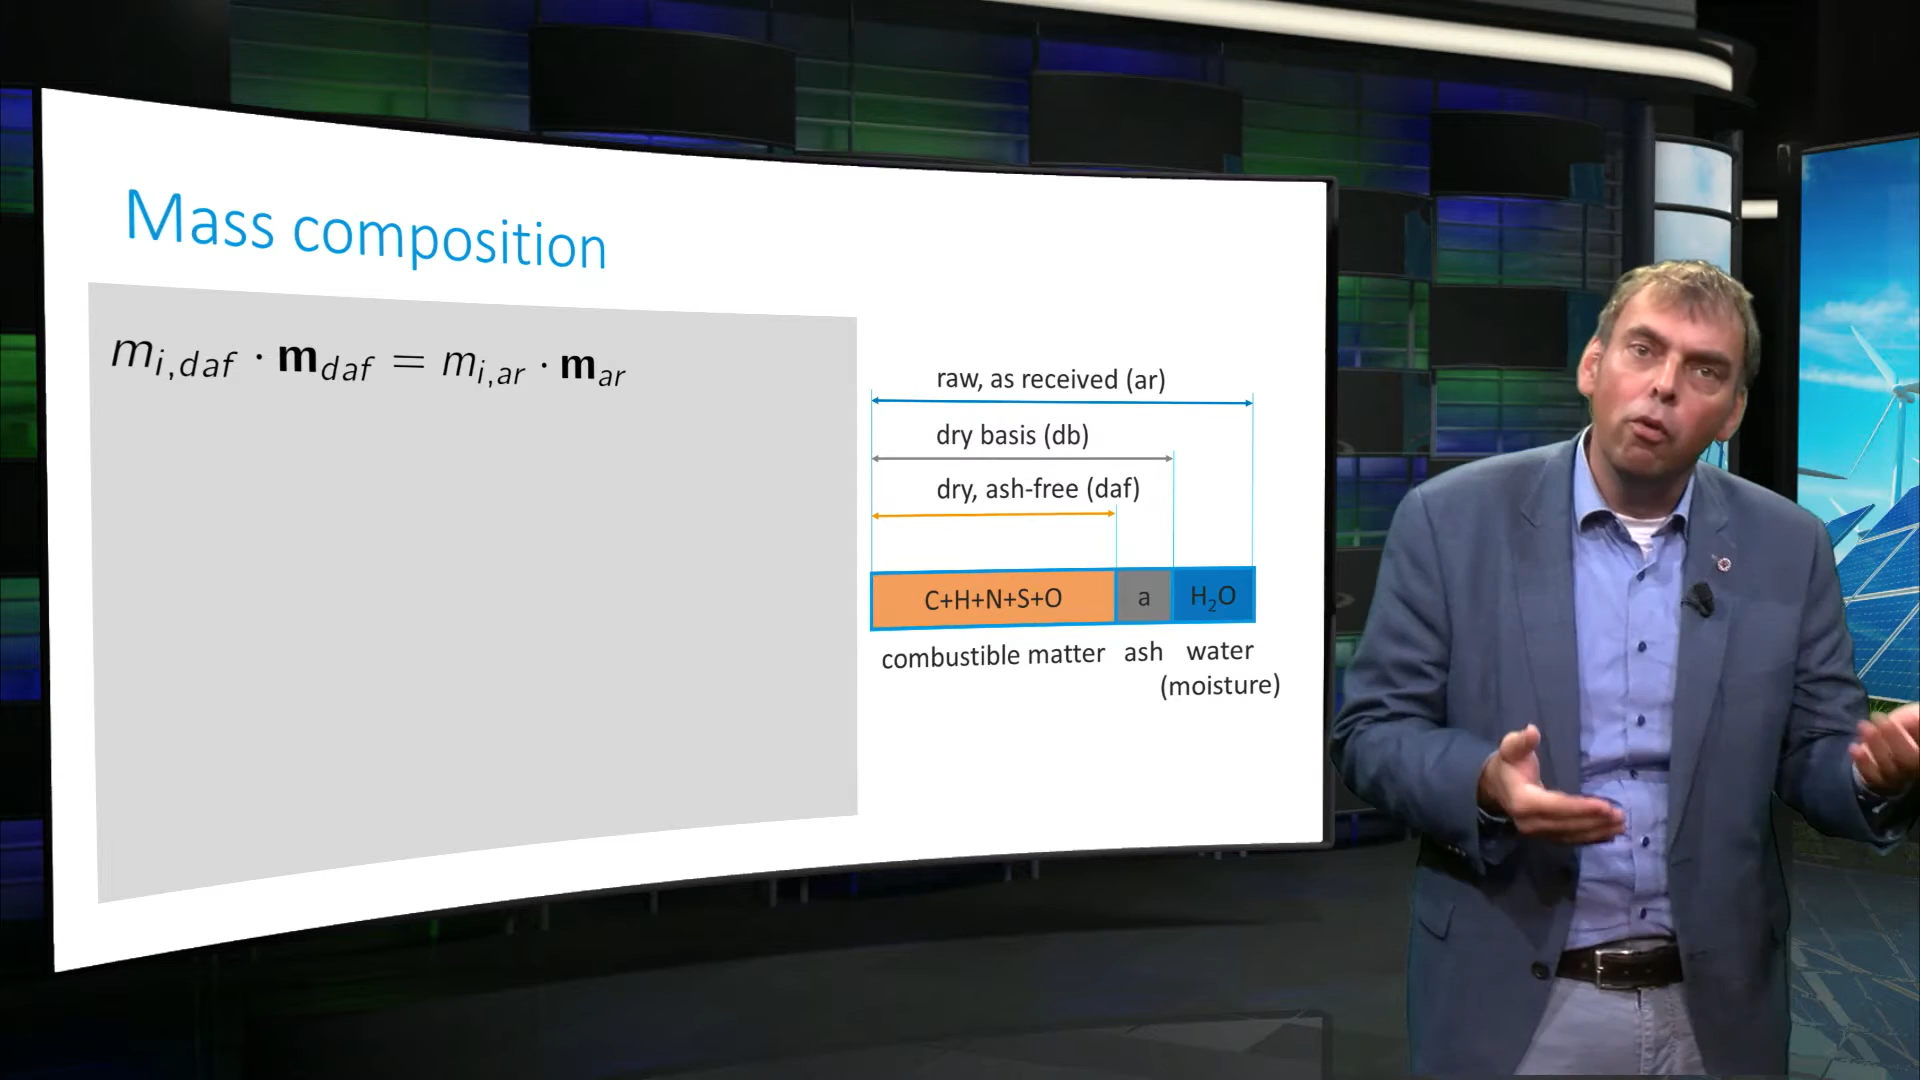 Mass composition
m_{i,daf} · m_{daf} = m_{i,ar} · m_{ar}
raw, as received (ar)
dry basis (db)
dry, ash-free (daf)
C+H+N+S+O
a
H₂O
combustible matter
ash
water
(moisture)